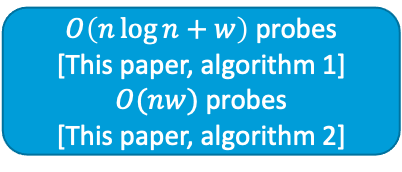 O(n log n + w) probes
[This paper, algorithm 1]
O(nw) probes
[This paper, algorithm 2]